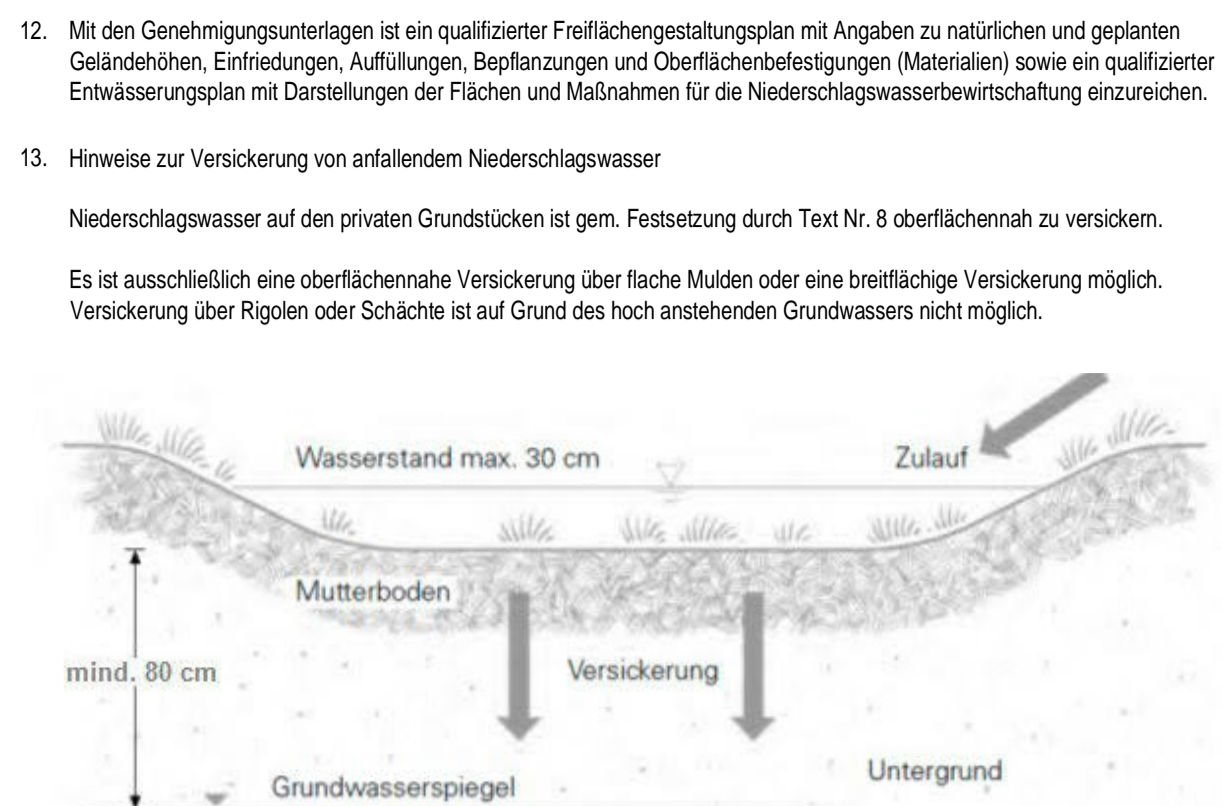 12. Mit den Genehmigungsunterlagen ist ein qualifizierter Freiflächengestaltungsplan mit Angaben zu natürlichen und geplanten
Geländehöhen, Einfriedungen, Auffüllungen, Bepflanzungen und Oberflächenbefestigungen (Materialien) sowie ein qualifizierter
Entwässerungsplan mit Darstellungen der Flächen und Maßnahmen für die Niederschlagswasserbewirtschaftung einzureichen.
13. Hinweise zur Versickerung von anfallendem Niederschlagswasser
Niederschlagswasser auf den privaten Grundstücken ist gem. Festsetzung durch Text Nr. 8 oberflächennah zu versickern.
Es ist ausschließlich eine oberflächennahe Versickerung über flache Mulden oder eine breitflächige Versickerung möglich.
Versickerung über Rigolen oder Schächte ist auf Grund des hoch anstehenden Grundwassers nicht möglich.
Wasserstand max. 30 cm
Zulauf
Mutterboden
mind. 80 cm
Versickerung
Untergrund
Grundwasserspiegel